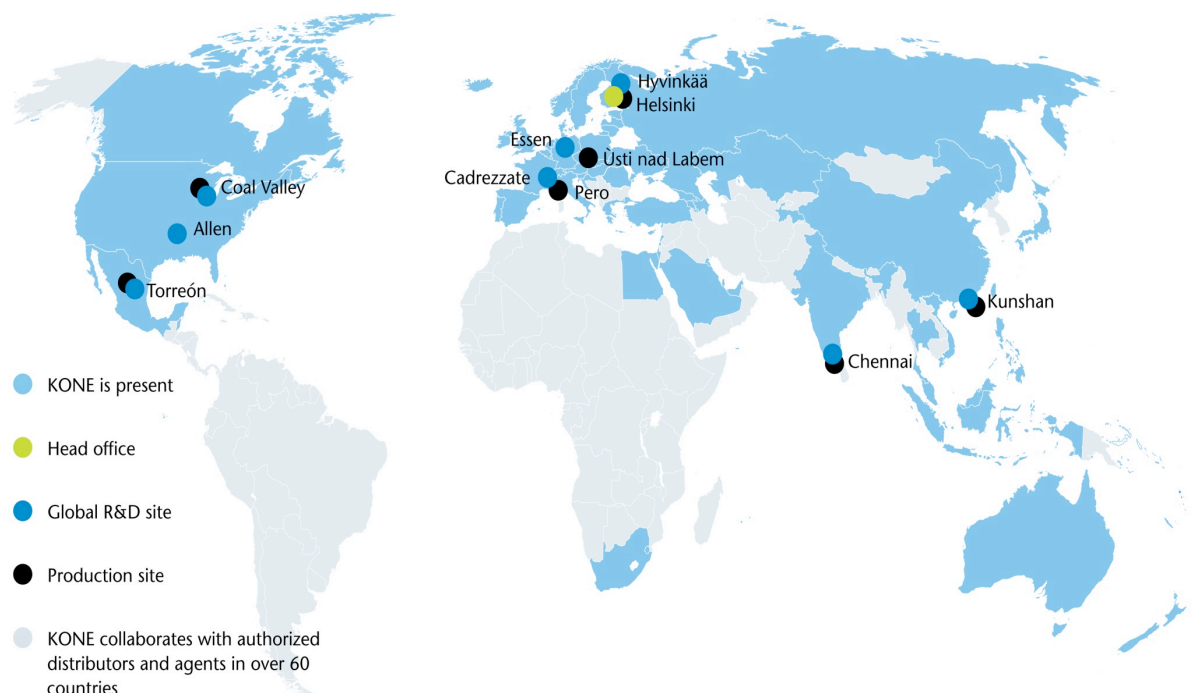 Hyvinkää
Helsinki
Essen
Ùsti nad Labem
Cadrezzate
Pero
Coal Valley
Allen
Torreón
Kunshan
Chennai
KONE is present
Head office
Global R&D site
Production site
KONE collaborates with authorized
distributors and agents in over 60
countries